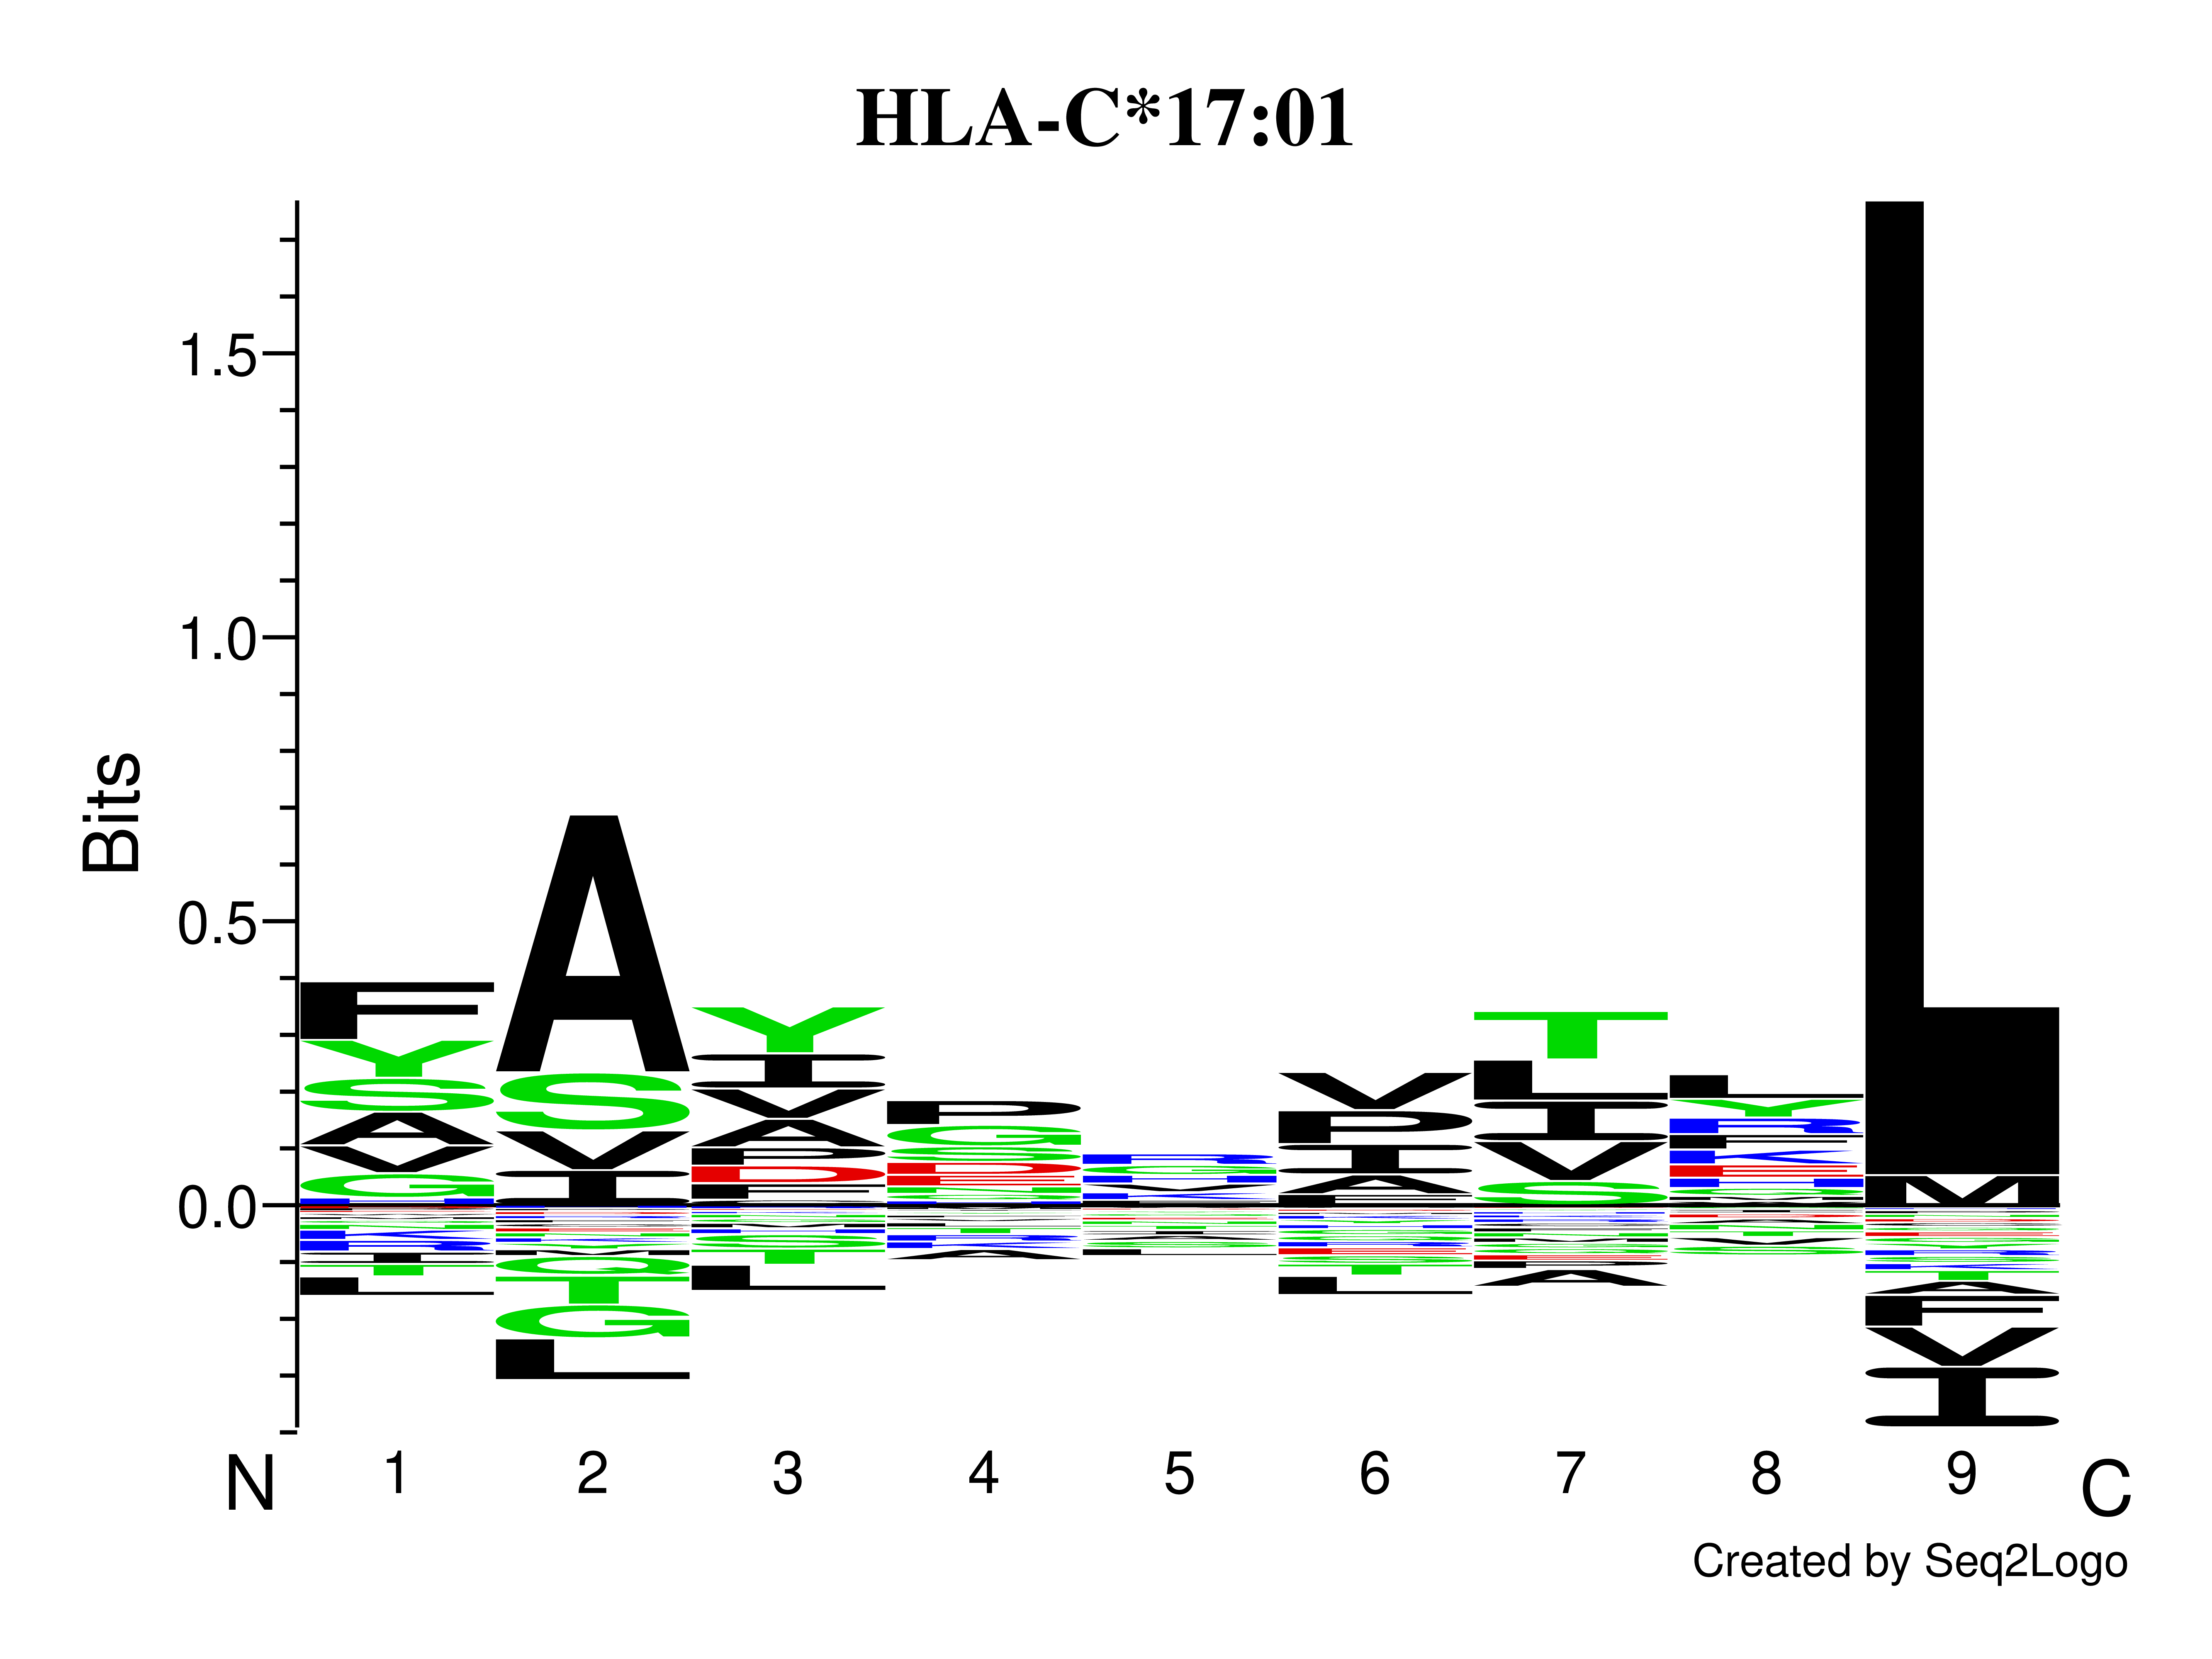 HLA-C*17:01
Bits
1.5
1.0
0.5
0.0
F Y S A V G
A S V I
Y I V A P D F
P G S D E
V P I A F
T L I V S
L Y R F K E H
L M
T L
Q T G L
S T L
A
T L
P A
T A F V I
N 1 2 3 4 5 6 7 8 9 C
Created by Seq2Logo